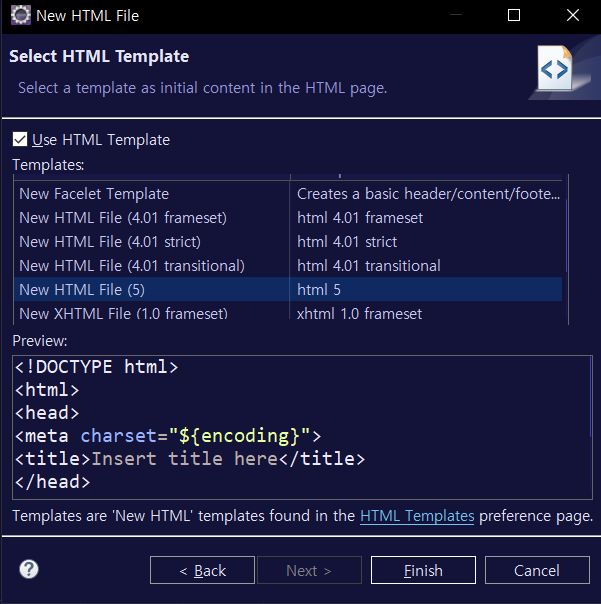 New HTML File
Select HTML Template
Select a template as initial content in the HTML page.
Use HTML Template
Templates:
New Facelet Template Creates a basic header/content/foote...
New HTML File (4.01 frameset) html 4.01 frameset
New HTML File (4.01 strict) html 4.01 strict
New HTML File (4.01 transitional) html 4.01 transitional
New HTML File (5) html 5
New XHTML File (1.0 frameset) xhtml 1.0 frameset
Preview:
<!DOCTYPE html>
<html>
<head>
<meta charset="${encoding}">
<title>Insert title here</title>
</head>
Templates are 'New HTML' templates found in the HTML Templates preference page.
? < Back Next > Finish Cancel